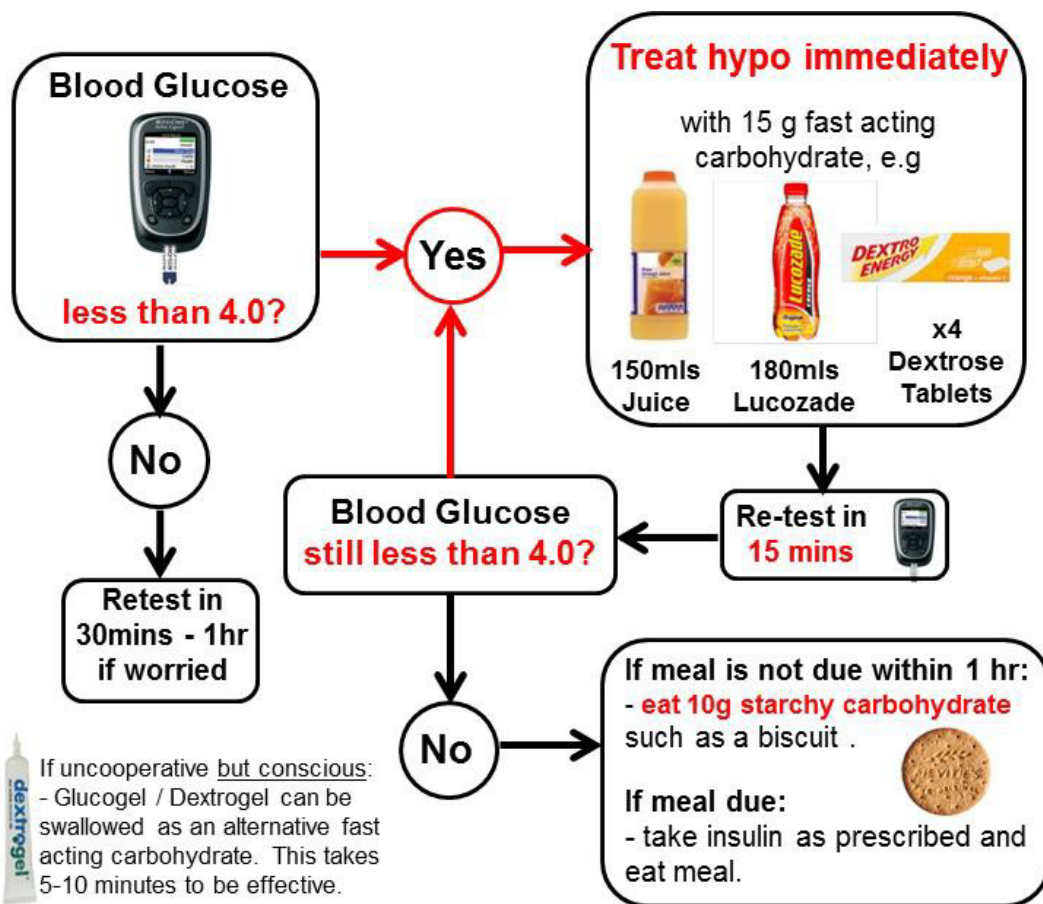 Blood Glucose
less than 4.0?
Yes
Treat hypo immediately
with 15 g fast acting
carbohydrate, e.g
Lucozade
DEXTRO
ENERGY
150mls
Juice
180mls
Lucozade
x4
Dextrose
Tablets
No
Retest in
30mins - 1hr
if worried
Blood Glucose
still less than 4.0?
Re-test in
15 mins
No
If meal is not due within 1 hr:
- eat 10g starchy carbohydrate
such as a biscuit .
If meal due:
- take insulin as prescribed and
eat meal.
dextrogel
If uncooperative but conscious:
- Glucogel / Dextrogel can be
swallowed as an alternative fast
acting carbohydrate. This takes
5-10 minutes to be effective.